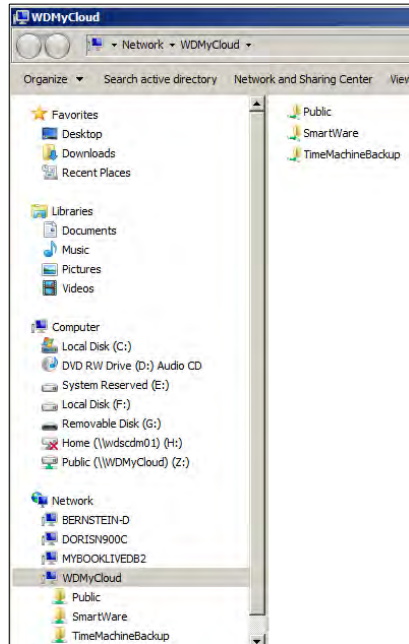 WDMyCloud
Network WDMyCloud
Organize Search active directory Network and Sharing Center View
Favorites
Desktop
Downloads
Recent Places
Libraries
Documents
Music
Pictures
Videos
Computer
Local Disk (C:)
DVD RW Drive (D:) Audio CD
System Reserved (E:)
Local Disk (F:)
Removable Disk (G:)
Home (\\wdscdm01) (H:)
Public (\\WDMyCloud) (Z:)
Network
BERNSTEIN-D
DORISN900C
MYBOOKLIVEDB2
WDMyCloud
Public
SmartWare
TimeMachineBackup
Public
SmartWare
TimeMachineBackup